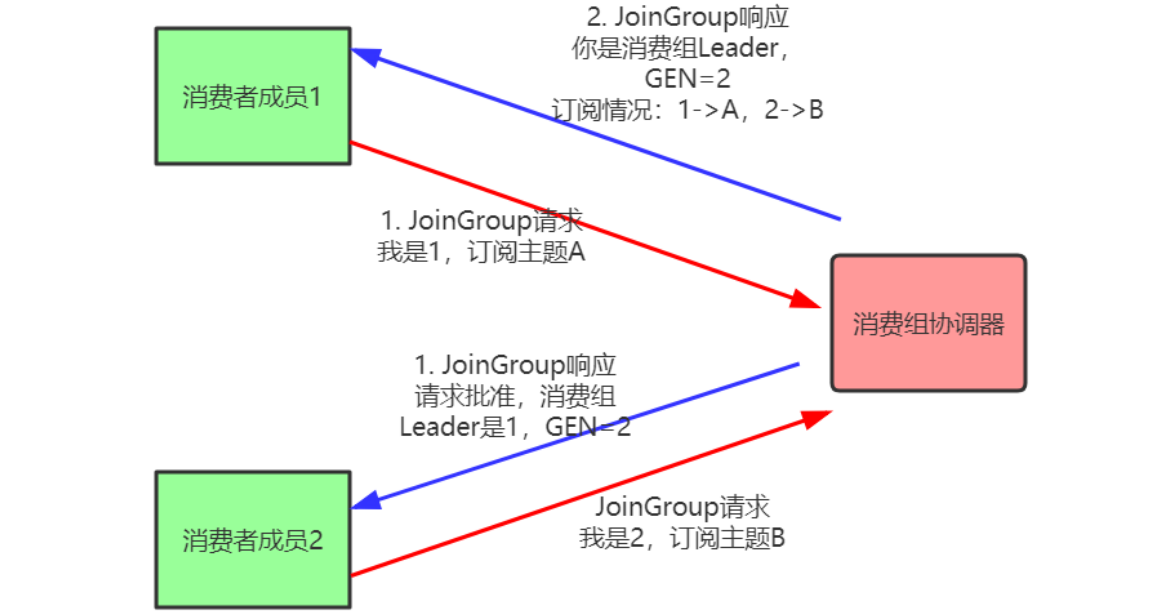 2. JoinGroup响应
你是消费组Leader，
GEN=2
订阅情况：1->A，2->B
消费者成员1
1. JoinGroup请求
我是1，订阅主题A
消费组协调器
1. JoinGroup响应
请求批准，消费组
Leader是1，GEN=2
JoinGroup请求
我是2，订阅主题B
消费者成员2